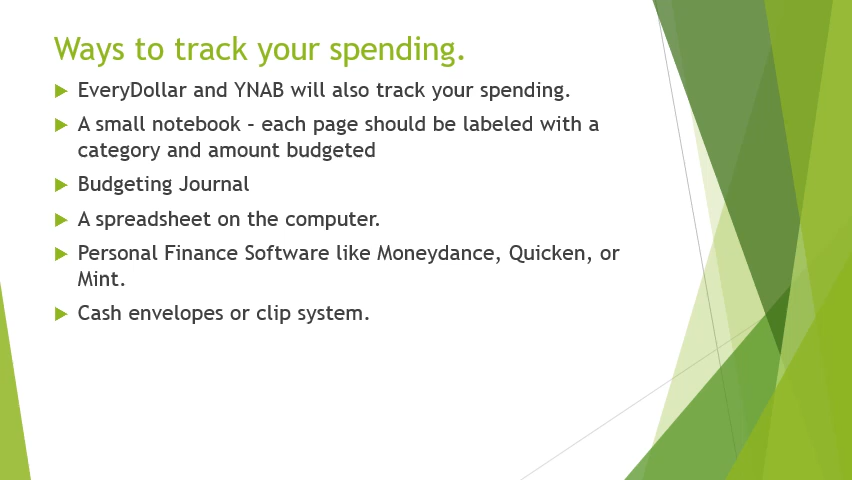 Ways to track your spending.
EveryDollar and YNAB will also track your spending.
A small notebook – each page should be labeled with a
category and amount budgeted
Budgeting Journal
A spreadsheet on the computer.
Personal Finance Software like Moneydance, Quicken, or
Mint.
Cash envelopes or clip system.